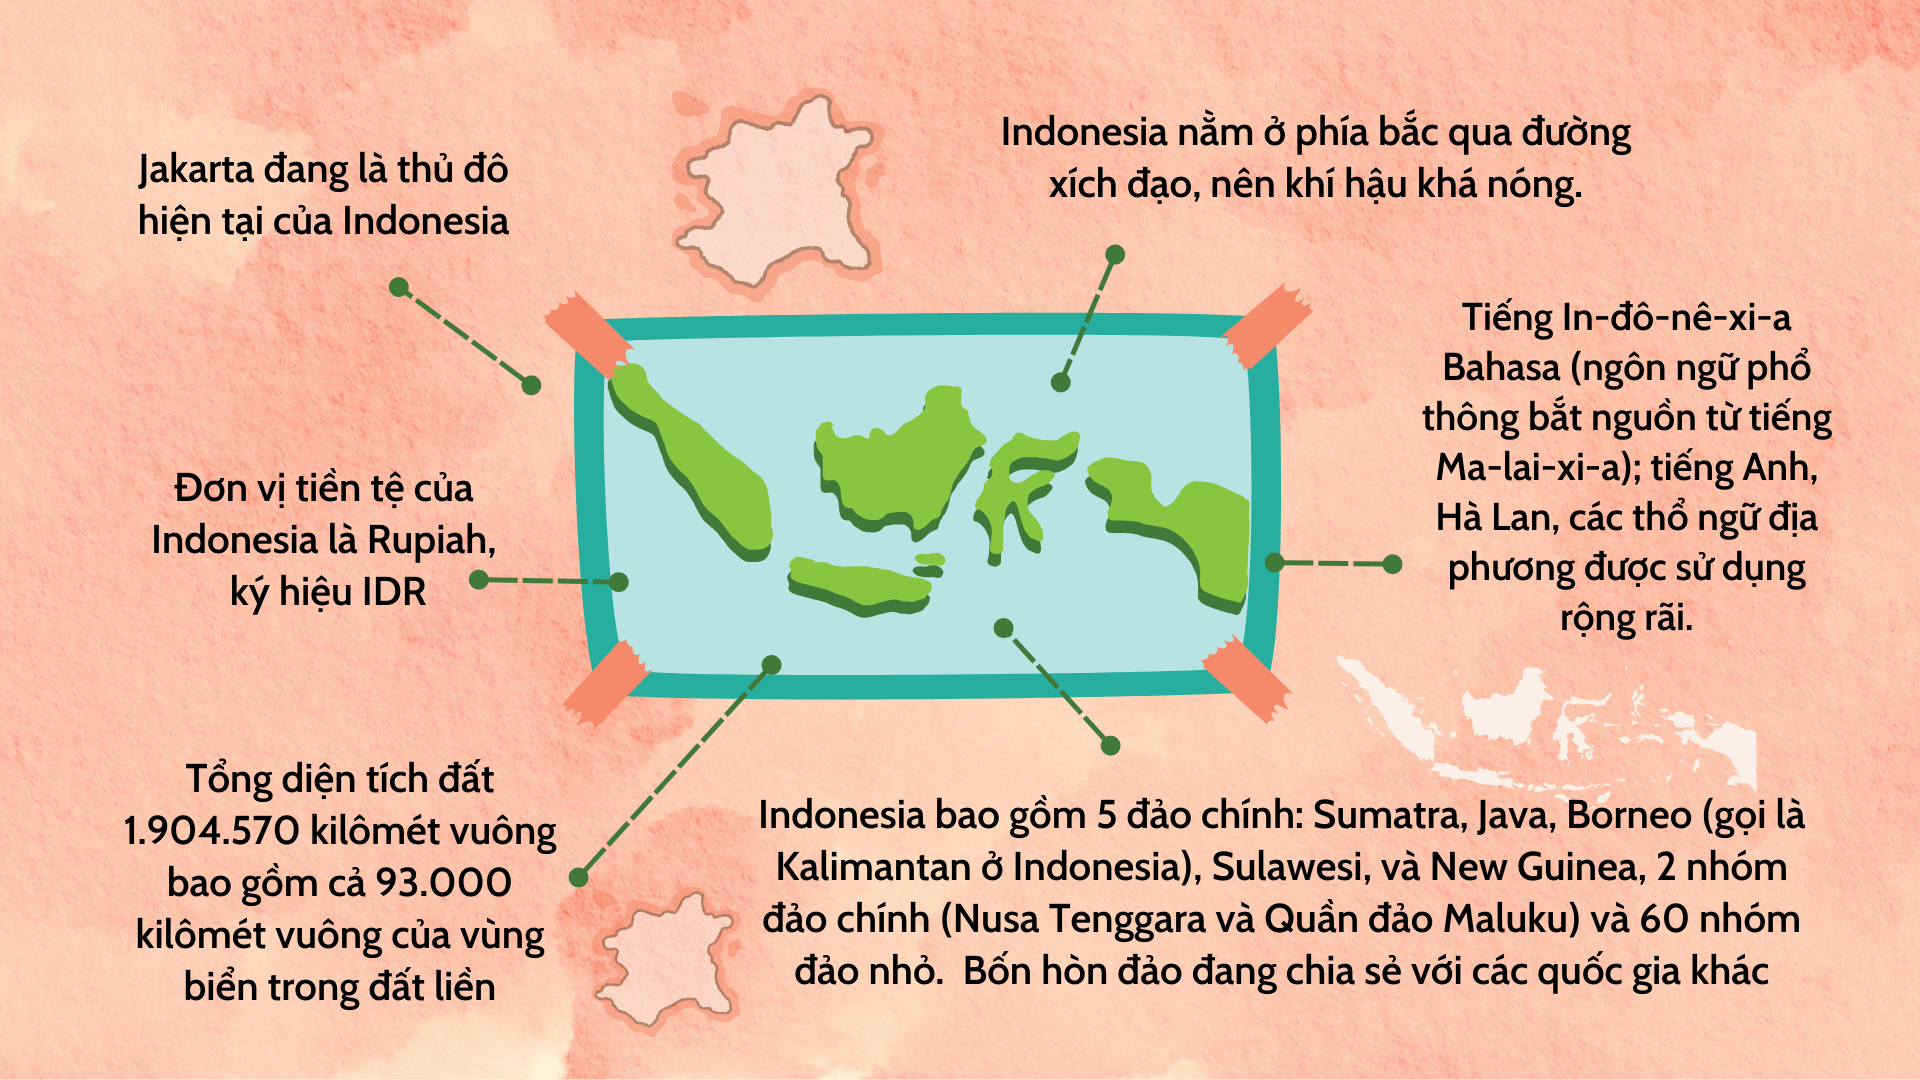 Jakarta đang là thủ đô
hiện tại của Indonesia
Indonesia nằm ở phía bắc qua đường
xích đạo, nên khí hậu khá nóng.
Tiếng In-đô-nê-xi-a
Bahasa (ngôn ngữ phổ
thông bắt nguồn từ tiếng
Ma-lai-xi-a); tiếng Anh,
Hà Lan, các thổ ngữ địa
phương được sử dụng
rộng rãi.
Đơn vị tiền tệ của
Indonesia là Rupiah,
ký hiệu IDR
Tổng diện tích đất
1.904.570 kilômét vuông
bao gồm cả 93.000
kilômét vuông của vùng
biển trong đất liền
Indonesia bao gồm 5 đảo chính: Sumatra, Java, Borneo (gọi là
Kalimantan ở Indonesia), Sulawesi, và New Guinea, 2 nhóm
đảo chính (Nusa Tenggara và Quần đảo Maluku) và 60 nhóm
đảo nhỏ.  Bốn hòn đảo đang chia sẻ với các quốc gia khác